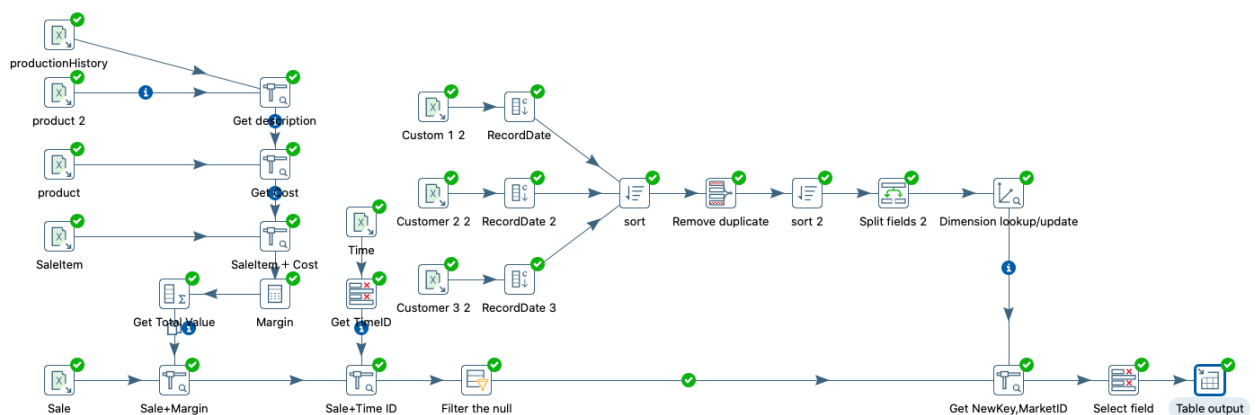 productionHistory
product 2
Get description
Custom 1 2
RecordDate
product
Get Cost
Customer 2 2
RecordDate 2
sort
Remove duplicate
sort 2
Split fields 2
Dimension lookup/update
SaleItem
SaleItem + Cost
Time
Customer 3 2
RecordDate 3
Get Total Value
Margin
Get TimeID
Sale
Sale+Margin
Sale+Time ID
Filter the null
Get NewKey,MarketID
Select field
Table output